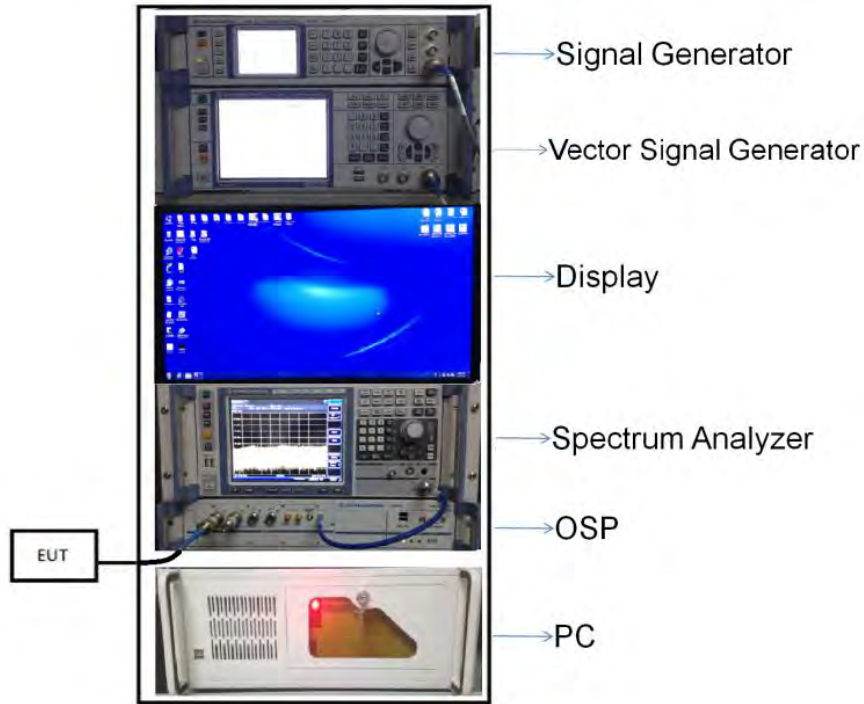 Signal Generator
Vector Signal Generator
Display
Spectrum Analyzer
OSP
EUT
PC